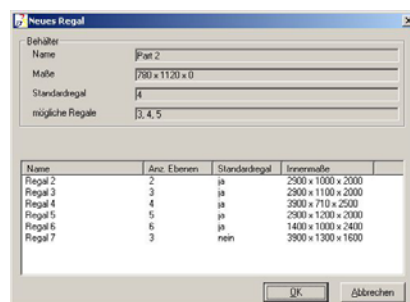 Neues Regal
Behälter
Name Part 2
Maße 780 x 1120 x 0
Standardregal 4
mögliche Regale 3, 4, 5
Name Anz. Ebenen Standardregal Innenmaße
Regal 2 2 ja 2900 x 1000 x 2000
Regal 3 3 ja 2900 x 1100 x 2000
Regal 4 4 ja 3900 x 710 x 2500
Regal 5 5 ja 2900 x 1200 x 2000
Regal 6 6 ja 1400 x 1000 x 2400
Regal 7 3 nein 3900 x 1300 x 1600
OK Abbrechen